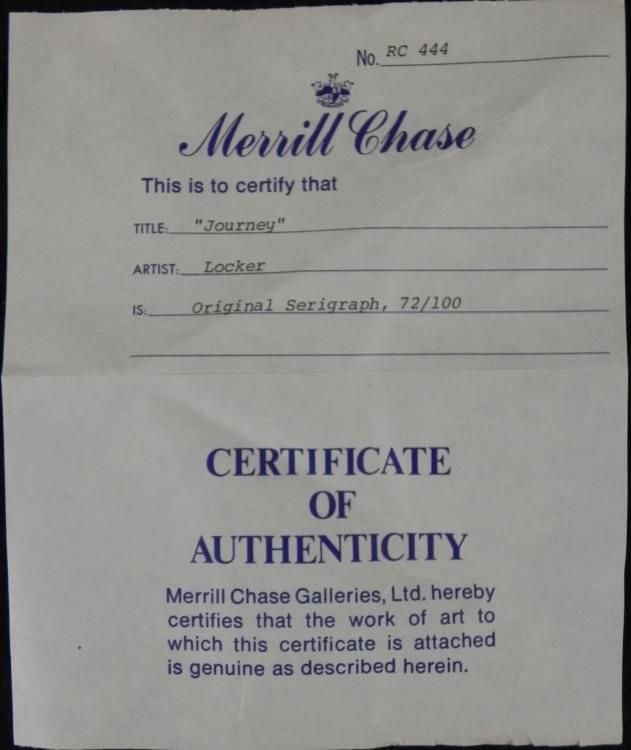 No. RC 444
Merrill Chase
This is to certify that
TITLE: "Journey"
ARTIST: Locker
IS: Original Serigraph, 72/100
CERTIFICATE
OF
AUTHENTICITY
Merrill Chase Galleries, Ltd. hereby
certifies that the work of art to
which this certificate is attached
is genuine as described herein.